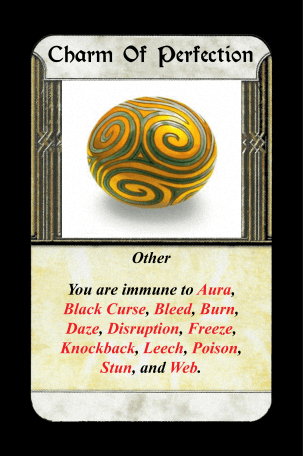 Charm Of Perfection
Other
You are immune to Aura,
Black Curse, Bleed, Burn,
Daze, Disruption, Freeze,
Knockback, Leech, Poison,
Stun, and Web.